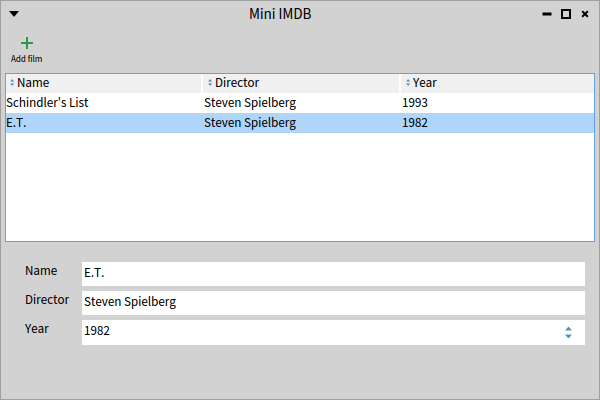 Mini IMDB
Add film
Name Director Year
Schindler's List Steven Spielberg 1993
E.T. Steven Spielberg 1982
Name E.T.
Director Steven Spielberg
Year 1982